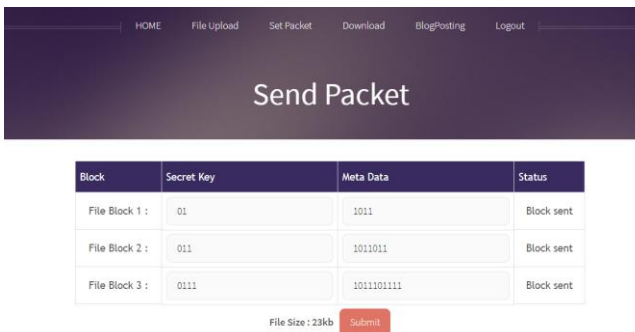 HOME File Upload Set Packet Download BlogPosting Logout
Send Packet
Block Secret Key Meta Data Status
File Block 1 : 01 1011 Block sent
File Block 2 : 011 1011011 Block sent
File Block 3 : 0111 1011101111 Block sent
File Size : 23kb Submit